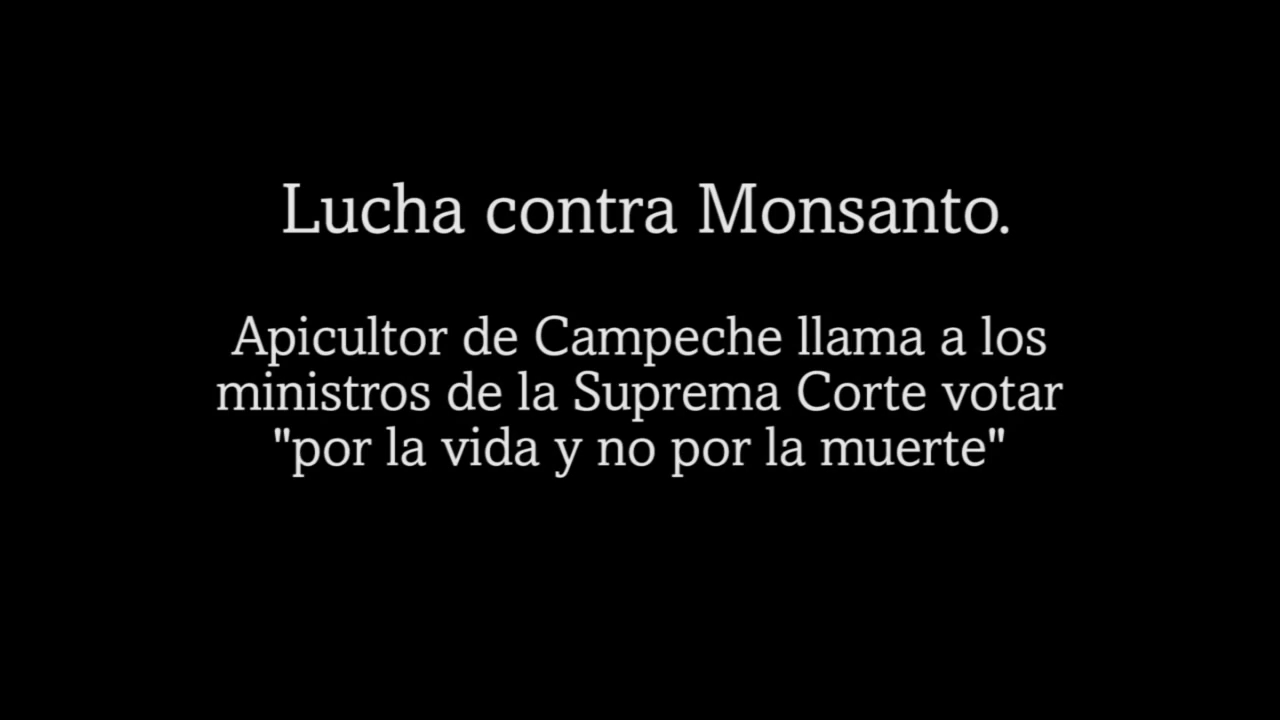 Lucha contra Monsanto.
Apicultor de Campeche llama a los
ministros de la Suprema Corte votar
"por la vida y no por la muerte"